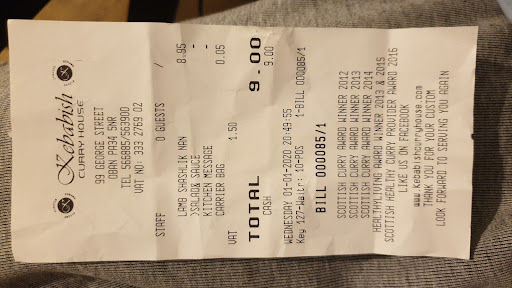 Kebabish
CURRY HOUSE
99 GEORGE STREET
OBAN PA34 5NR
TEL :566885/563900
VAT NO: 333 2769 02
STAFF / 0 GUESTS
LAMB SHASHLIK NAN 8.95
>SALAD& SAUCE -
KITCHEN MESSAGE -
CARRIER BAG 0.05
VAT 1.50
TOTAL 9.00
CASH 9.00
WEDNESDAY 01-01-2020 20:49:55
Key 127-Waitr: 10-POS 1-BILL 000085/1
BILL 000085/1
SCOTTISH CURRY AWARD WINNER 2012
SCOTTISH CURRY AWARD WINNER 2013
SCOTTISH CURRY AWARD WINNER 2014
HEALTHYLIVING AWARD WINNER 2013 & 2015
SCOTTISH HEALTHY CURRY PROVIDER AWARD 2016
LIKE US ON FACEBOOK
www.kebabishcurryhouse.com
THANK YOU FOR YOUR CUSTOM
LOOK FORWARD TO SERVING YOU AGAIN